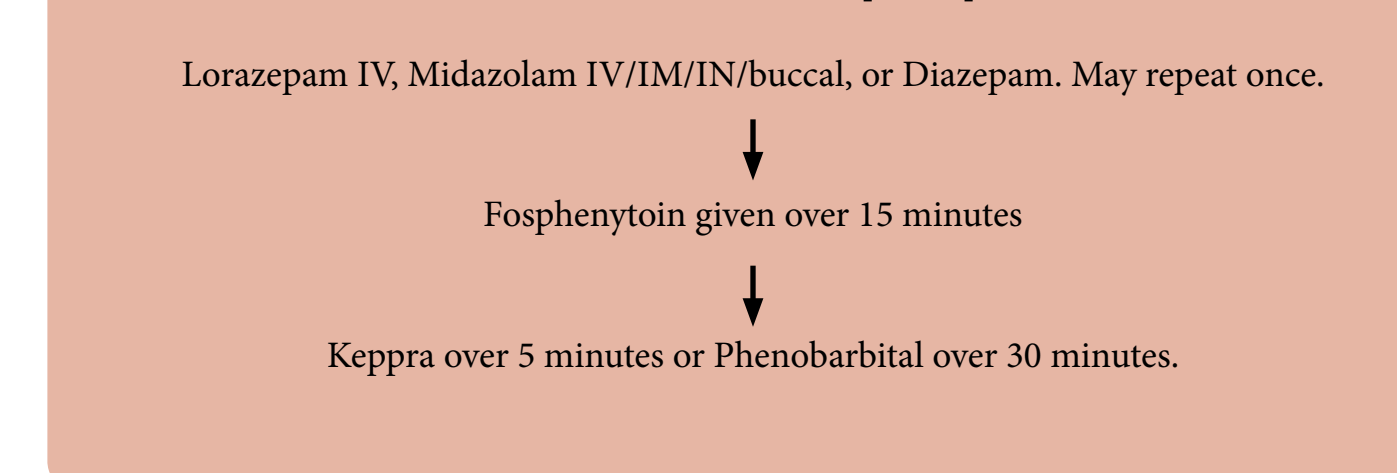 Lorazepam IV, Midazolam IV/IM/IN/buccal, or Diazepam. May repeat once.
Fosphenytoin given over 15 minutes
Keppra over 5 minutes or Phenobarbital over 30 minutes.